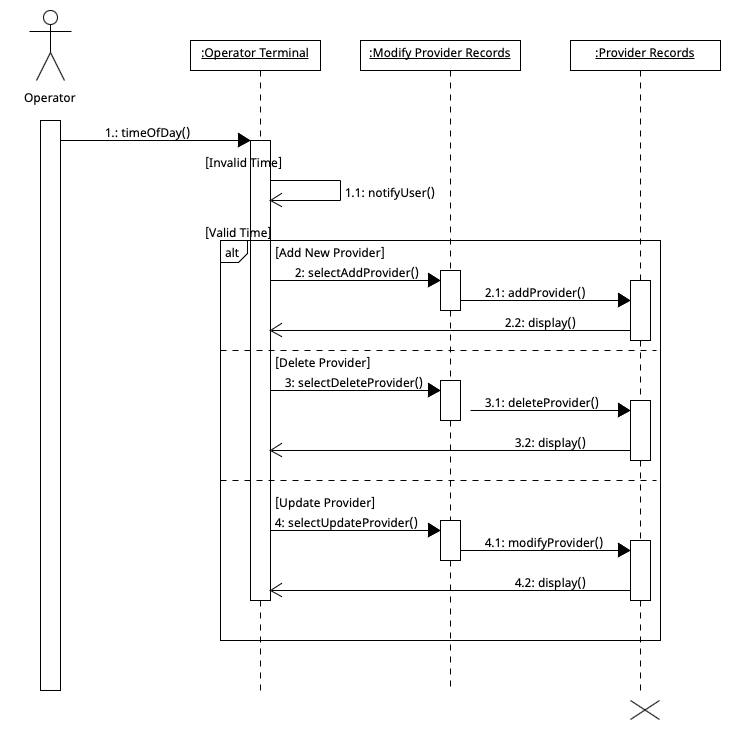 :Operator Terminal
:Modify Provider Records
:Provider Records
Operator
1.: timeOfDay()
[Invalid Time]
1.1: notifyUser()
[Valid Time]
alt
[Add New Provider]
2: selectAddProvider()
2.1: addProvider()
2.2: display()
[Delete Provider]
3: selectDeleteProvider()
3.1: deleteProvider()
3.2: display()
[Update Provider]
4: selectUpdateProvider()
4.1: modifyProvider()
4.2: display()